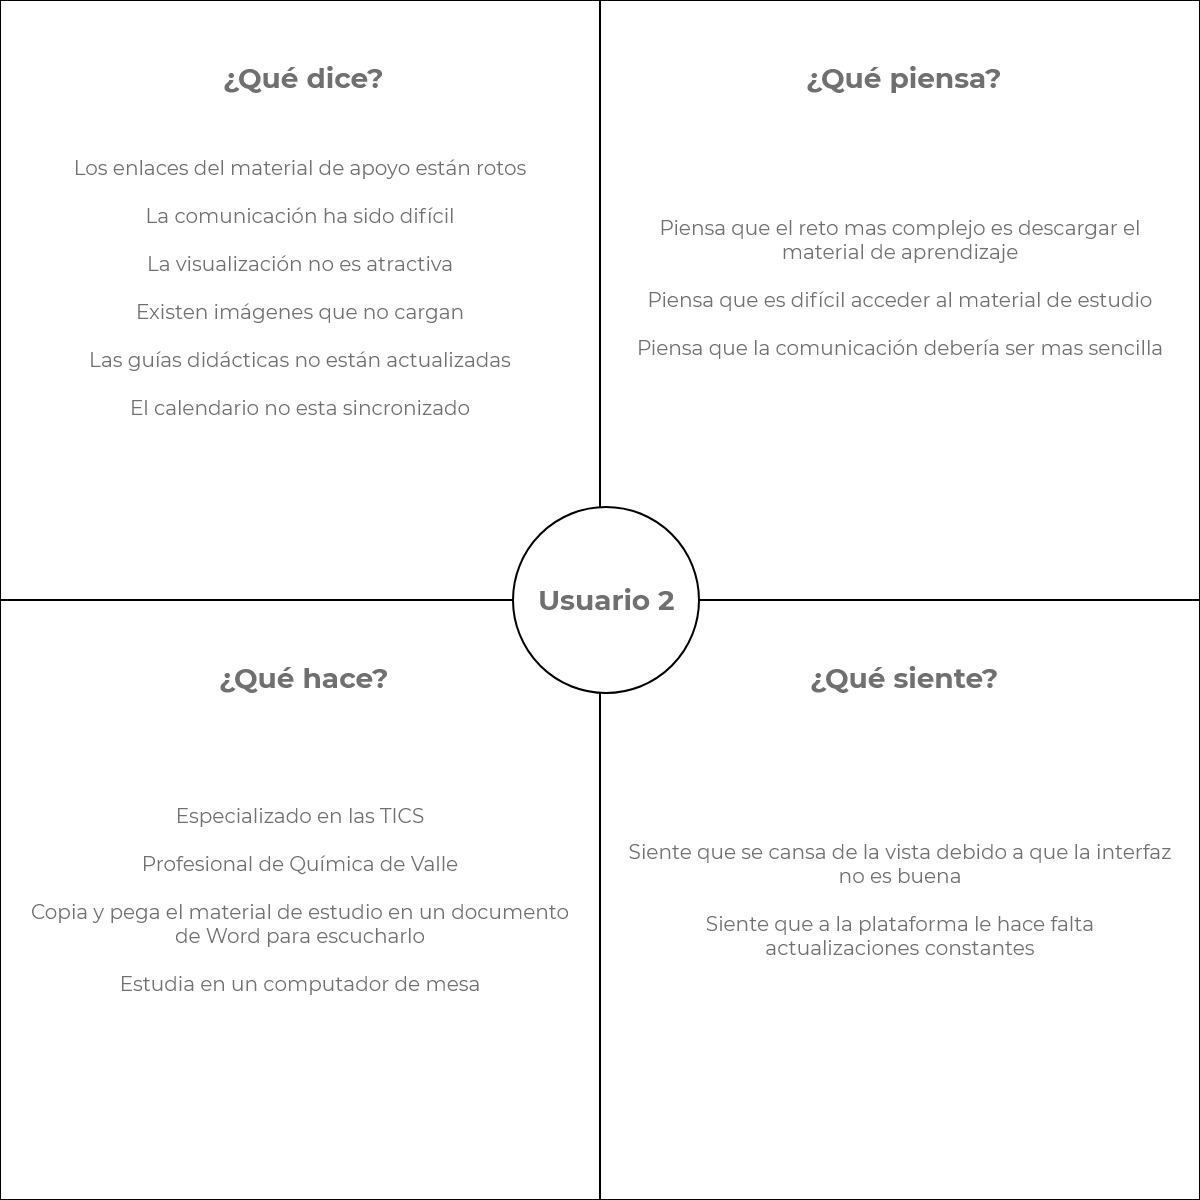 ¿Qué dice?
Los enlaces del material de apoyo están rotos
La comunicación ha sido difícil
La visualización no es atractiva
Existen imágenes que no cargan
Las guías didácticas no están actualizadas
El calendario no esta sincronizado
¿Qué piensa?
Piensa que el reto mas complejo es descargar el
material de aprendizaje
Piensa que es difícil acceder al material de estudio
Piensa que la comunicación debería ser mas sencilla
Usuario 2
¿Qué hace?
Especializado en las TICS
Profesional de Química de Valle
Copia y pega el material de estudio en un documento
de Word para escucharlo
Estudia en un computador de mesa
¿Qué siente?
Siente que se cansa de la vista debido a que la interfaz
no es buena
Siente que a la plataforma le hace falta
actualizaciones constantes